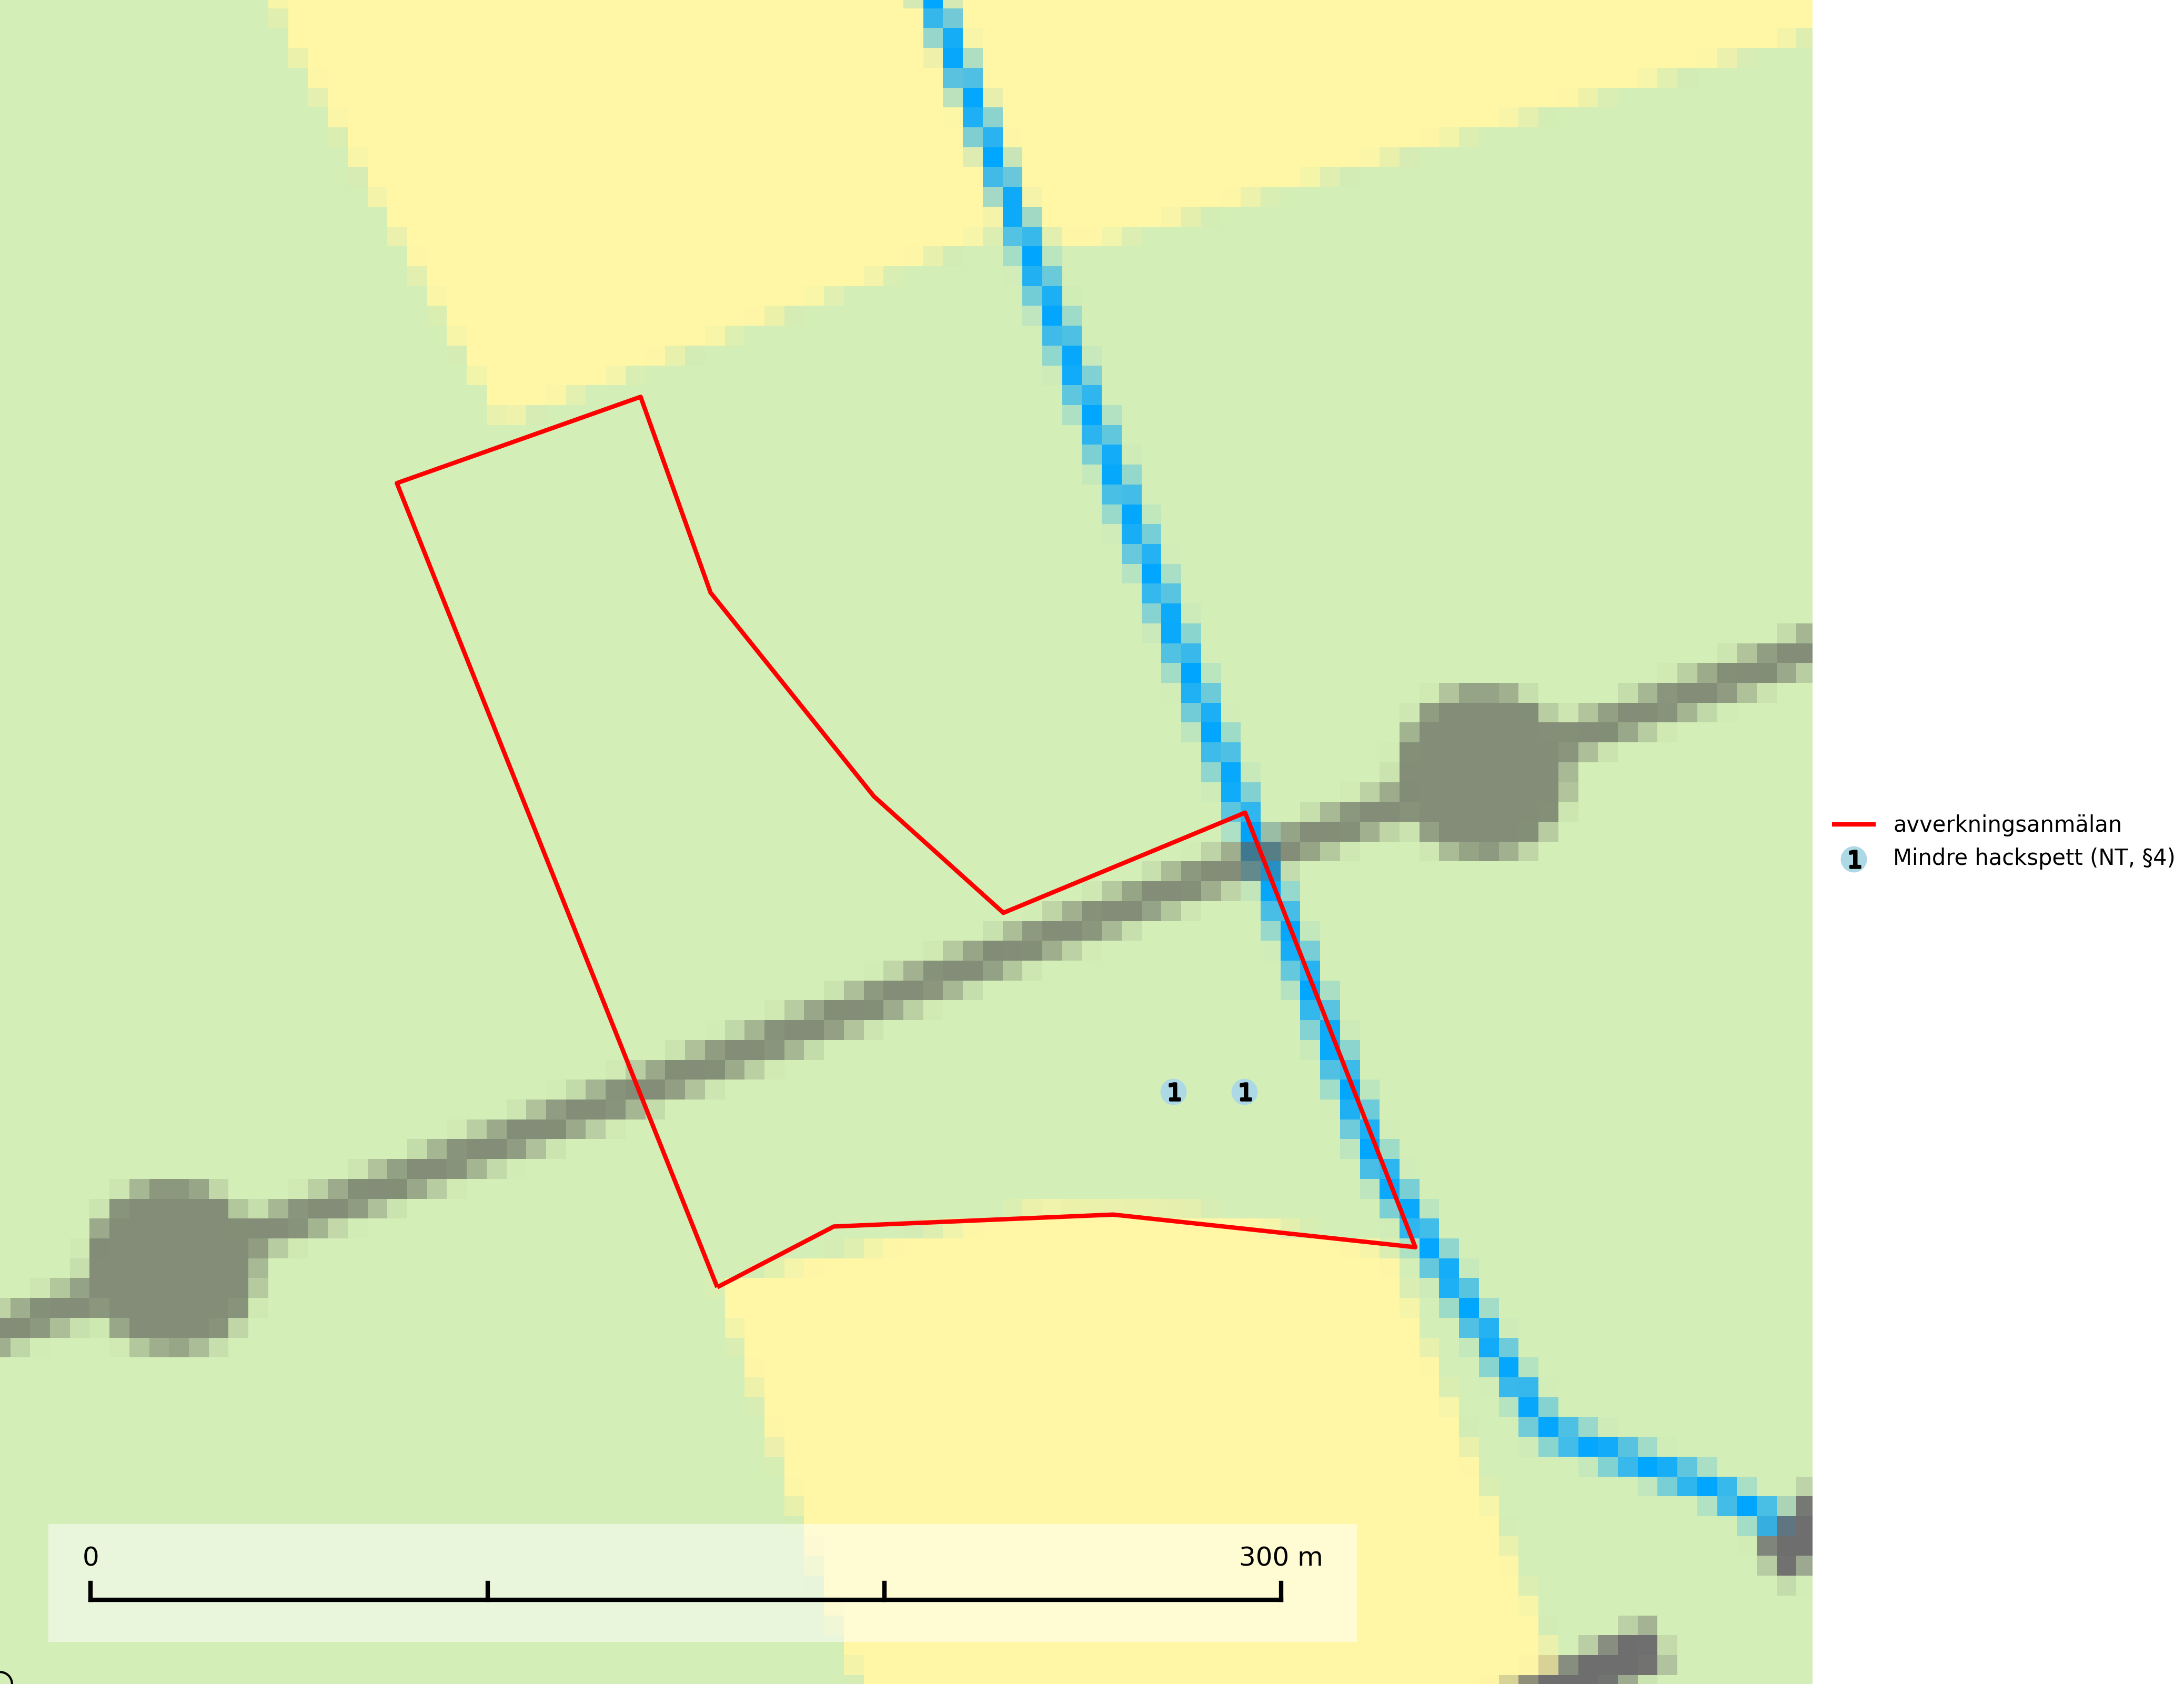 avverkningsanmälan
1 Mindre hackspett (NT, §4)
1 1
0 300 m